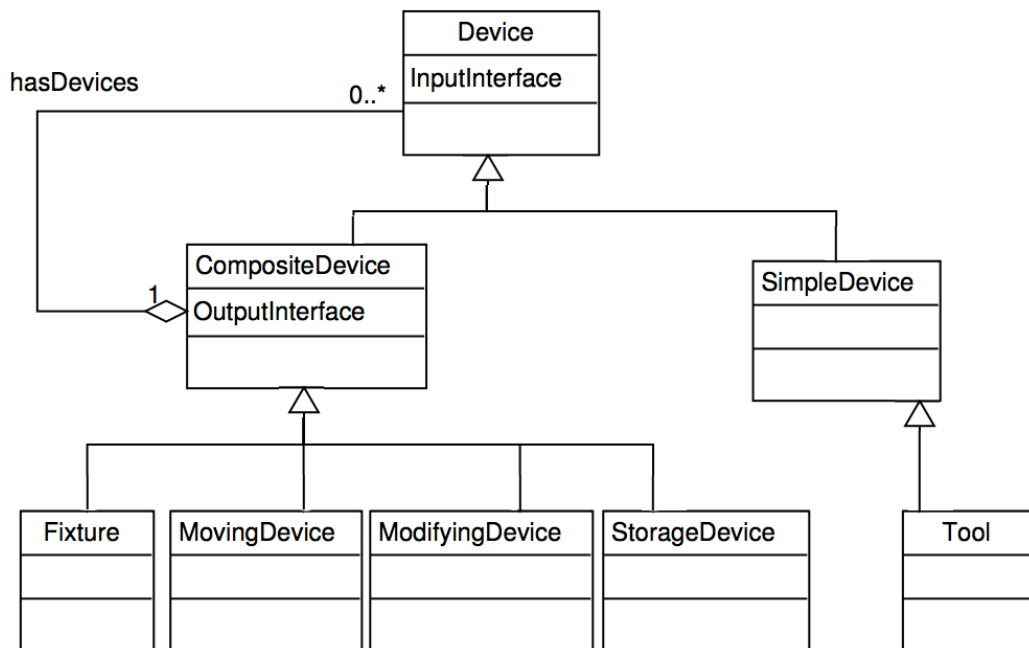 Device
InputInterface
hasDevices
0..*
CompositeDevice
1
OutputInterface
SimpleDevice
Fixture
MovingDevice
ModifyingDevice
StorageDevice
Tool